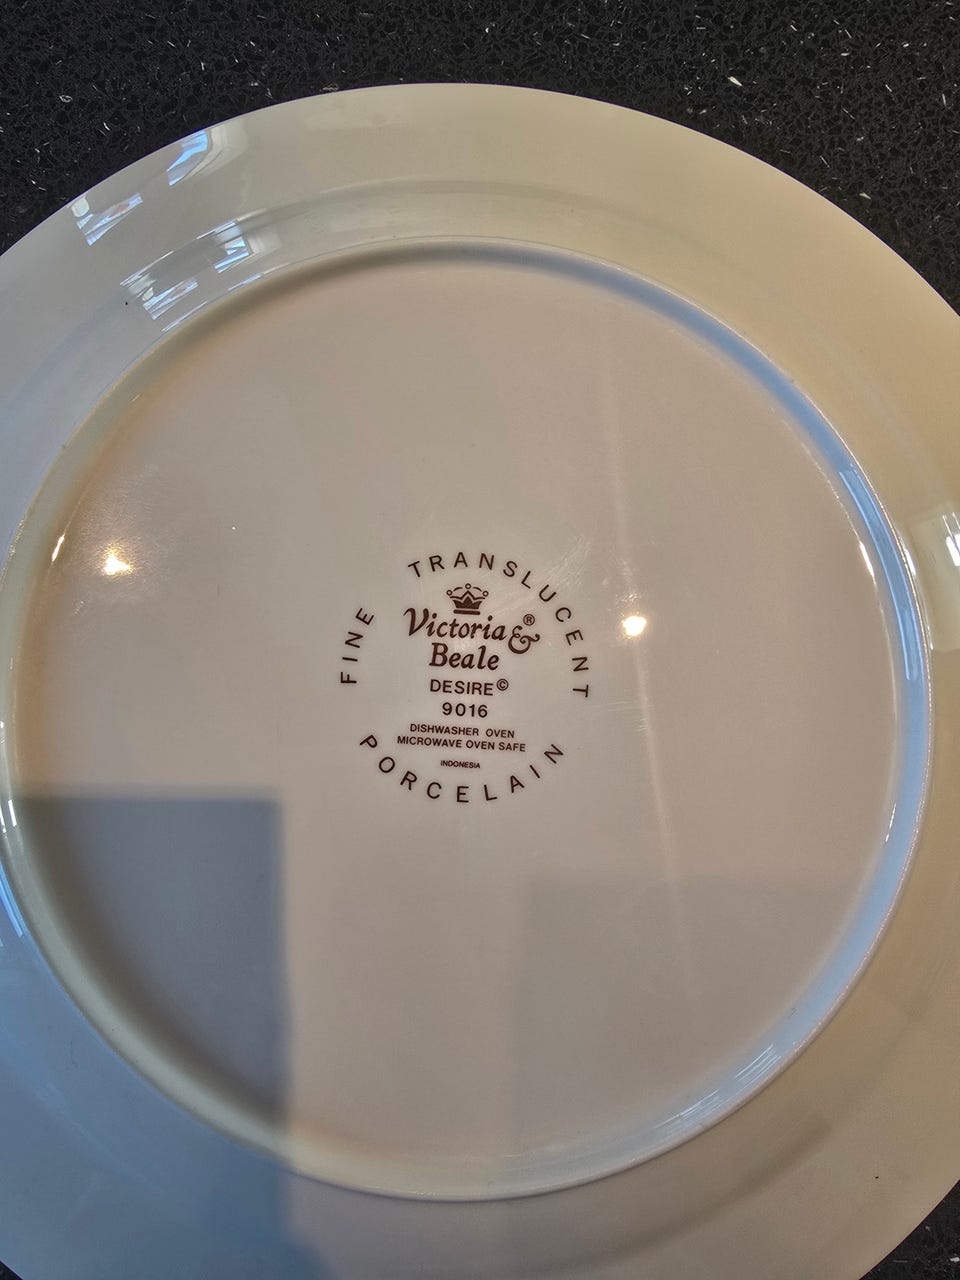 FINE TRANSLUCENT
Victoria &®
Beale
DESIRE©
9016
DISHWASHER OVEN
MICROWAVE OVEN SAFE
INDONESIA
PORCELAIN